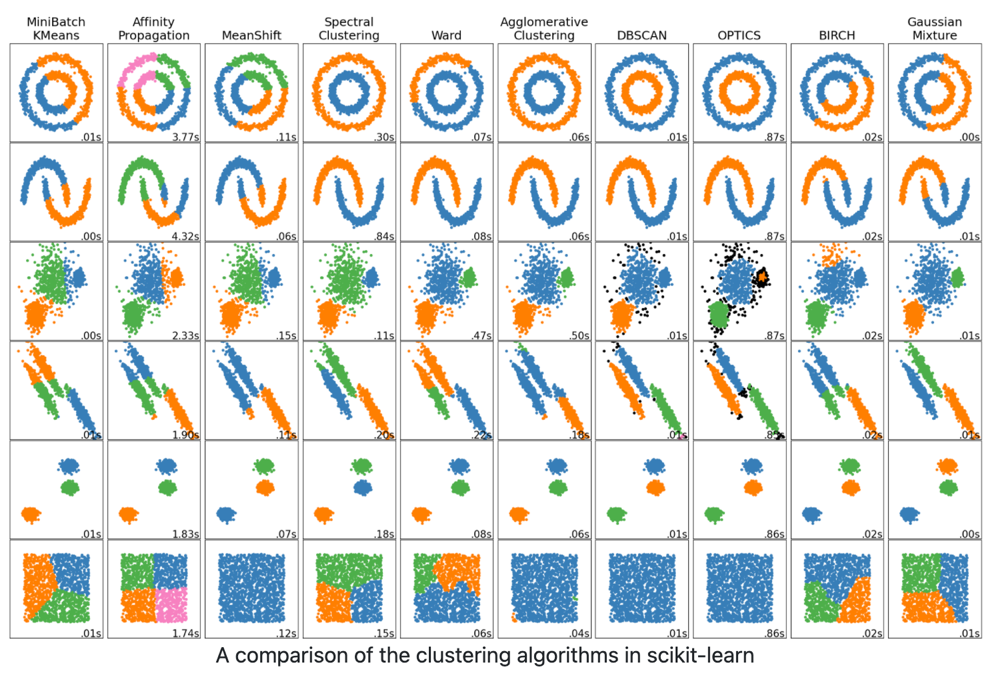 MiniBatch
KMeans
Affinity
Propagation
MeanShift
Spectral
Clustering
Ward
Agglomerative
Clustering
DBSCAN
OPTICS
BIRCH
Gaussian
Mixture
.01s 3.77s .11s .30s .07s .06s .01s .87s .02s .00s
.00s 4.32s .06s .84s .08s .06s .01s .87s .02s .01s
.00s 2.33s .15s .11s .47s .50s .01s .87s .02s .01s
.01s 1.90s .11s .20s .22s .18s .01s .02s .01s
.01s 1.83s .07s .18s .08s .06s .01s .86s .02s .00s
.01s 1.74s .12s .15s .06s .04s .01s .86s .02s .01s
A comparison of the clustering algorithms in scikit-learn